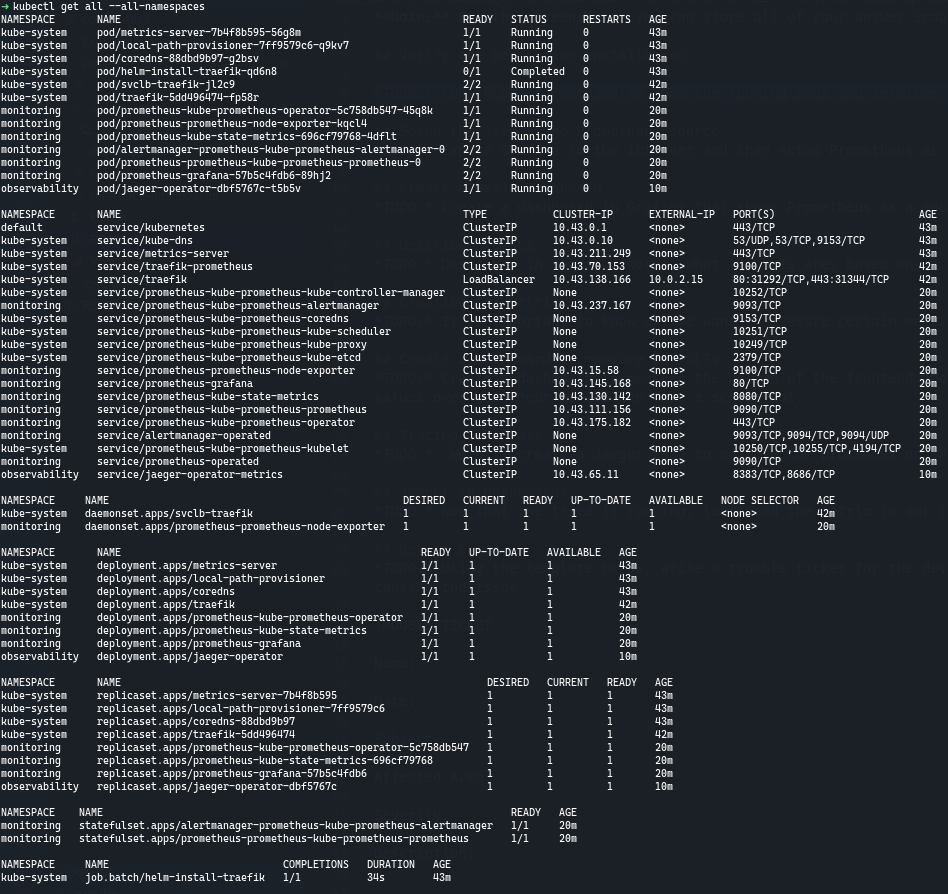 ➜ kubectl get all --all-namespaces
NAMESPACE     NAME                                                         READY   STATUS      RESTARTS   AGE
kube-system   pod/metrics-server-7b4f8b595-56g8m                           1/1     Running     0          43m
kube-system   pod/local-path-provisioner-7ff9579c6-q9kv7                   1/1     Running     0          43m
kube-system   pod/coredns-88dbd9b97-g2bsv                                  1/1     Running     0          43m
kube-system   pod/helm-install-traefik-qd6n8                               0/1     Completed   0          43m
kube-system   pod/svclb-traefik-jl2c9                                      2/2     Running     0          42m
kube-system   pod/traefik-5dd496474-fp58r                                  1/1     Running     0          42m
monitoring    pod/prometheus-kube-prometheus-operator-5c758db547-45q8k     1/1     Running     0          20m
monitoring    pod/prometheus-prometheus-node-exporter-kqcl4                1/1     Running     0          20m
monitoring    pod/prometheus-kube-state-metrics-696cf79768-4dflt           1/1     Running     0          20m
monitoring    pod/alertmanager-prometheus-kube-prometheus-alertmanager-0   2/2     Running     0          20m
monitoring    pod/prometheus-prometheus-kube-prometheus-prometheus-0       2/2     Running     0          20m
monitoring    pod/prometheus-grafana-57b5c4fdb6-89hj2                      2/2     Running     0          20m
observability   pod/jaeger-operator-dbf5767c-t5b5v                         1/1     Running     0          10m
NAMESPACE     NAME                                                         TYPE           CLUSTER-IP      EXTERNAL-IP   PORT(S)                        AGE
default       service/kubernetes                                           ClusterIP      10.43.0.1       <none>        443/TCP                        43m
kube-system   service/kube-dns                                             ClusterIP      10.43.0.10      <none>        53/UDP,53/TCP,9153/TCP         43m
kube-system   service/metrics-server                                       ClusterIP      10.43.211.249   <none>        443/TCP                        43m
kube-system   service/traefik-prometheus                                   ClusterIP      10.43.70.153    <none>        9100/TCP                       42m
kube-system   service/traefik                                              LoadBalancer   10.43.138.166   10.0.2.15     80:31292/TCP,443:31344/TCP     42m
kube-system   service/prometheus-kube-prometheus-kube-controller-manager   ClusterIP      None            <none>        10252/TCP                      20m
monitoring    service/prometheus-kube-prometheus-alertmanager              ClusterIP      10.43.237.167   <none>        9093/TCP                       20m
kube-system   service/prometheus-kube-prometheus-coredns                   ClusterIP      None            <none>        9153/TCP                       20m
kube-system   service/prometheus-kube-prometheus-kube-scheduler            ClusterIP      None            <none>        10251/TCP                      20m
kube-system   service/prometheus-kube-prometheus-kube-proxy                ClusterIP      None            <none>        10249/TCP                      20m
kube-system   service/prometheus-kube-prometheus-kube-etcd                 ClusterIP      None            <none>        2379/TCP                       20m
monitoring    service/prometheus-prometheus-node-exporter                  ClusterIP      10.43.15.58     <none>        9100/TCP                       20m
monitoring    service/prometheus-grafana                                   ClusterIP      10.43.145.168   <none>        80/TCP                         20m
monitoring    service/prometheus-kube-state-metrics                        ClusterIP      10.43.130.142   <none>        8080/TCP                       20m
monitoring    service/prometheus-kube-prometheus-prometheus                ClusterIP      10.43.111.156   <none>        9090/TCP                       20m
monitoring    service/prometheus-kube-prometheus-operator                  ClusterIP      10.43.175.182   <none>        443/TCP                        20m
monitoring    service/alertmanager-operated                                ClusterIP      None            <none>        9093/TCP,9094/TCP,9094/UDP     20m
kube-system   service/prometheus-kube-prometheus-kubelet                   ClusterIP      None            <none>        10250/TCP,10255/TCP,4194/TCP   20m
monitoring    service/prometheus-operated                                  ClusterIP      None            <none>        9090/TCP                       20m
observability   service/jaeger-operator-metrics                            ClusterIP      10.43.65.11     <none>        8383/TCP,8686/TCP              10m
NAMESPACE     NAME                                                 DESIRED   CURRENT   READY   UP-TO-DATE   AVAILABLE   NODE SELECTOR   AGE
kube-system   daemonset.apps/svclb-traefik                         1         1         1       1            1           <none>          42m
monitoring    daemonset.apps/prometheus-prometheus-node-exporter   1         1         1       1            1           <none>          20m
NAMESPACE       NAME                                                  READY   UP-TO-DATE   AVAILABLE   AGE
kube-system     deployment.apps/metrics-server                        1/1     1            1           43m
kube-system     deployment.apps/local-path-provisioner                1/1     1            1           43m
kube-system     deployment.apps/coredns                               1/1     1            1           43m
kube-system     deployment.apps/traefik                               1/1     1            1           42m
monitoring      deployment.apps/prometheus-kube-prometheus-operator   1/1     1            1           20m
monitoring      deployment.apps/prometheus-kube-state-metrics         1/1     1            1           20m
monitoring      deployment.apps/prometheus-grafana                    1/1     1            1           20m
observability   deployment.apps/jaeger-operator                       1/1     1            1           10m
NAMESPACE       NAME                                                             DESIRED   CURRENT   READY   AGE
kube-system     replicaset.apps/metrics-server-7b4f8b595                         1         1         1       43m
kube-system     replicaset.apps/local-path-provisioner-7ff9579c6                 1         1         1       43m
kube-system     replicaset.apps/coredns-88dbd9b97                                1         1         1       43m
kube-system     replicaset.apps/traefik-5dd496474                                1         1         1       42m
monitoring      replicaset.apps/prometheus-kube-prometheus-operator-5c758db547   1         1         1       20m
monitoring      replicaset.apps/prometheus-kube-state-metrics-696cf79768         1         1         1       20m
monitoring      replicaset.apps/prometheus-grafana-57b5c4fdb6                    1         1         1       20m
observability   replicaset.apps/jaeger-operator-dbf5767c                         1         1         1       10m
NAMESPACE    NAME                                                                    READY   AGE
monitoring   statefulset.apps/alertmanager-prometheus-kube-prometheus-alertmanager   1/1     20m
monitoring   statefulset.apps/prometheus-prometheus-kube-prometheus-prometheus       1/1     20m
NAMESPACE     NAME                             COMPLETIONS   DURATION   AGE
kube-system   job.batch/helm-install-traefik   1/1           34s        43m